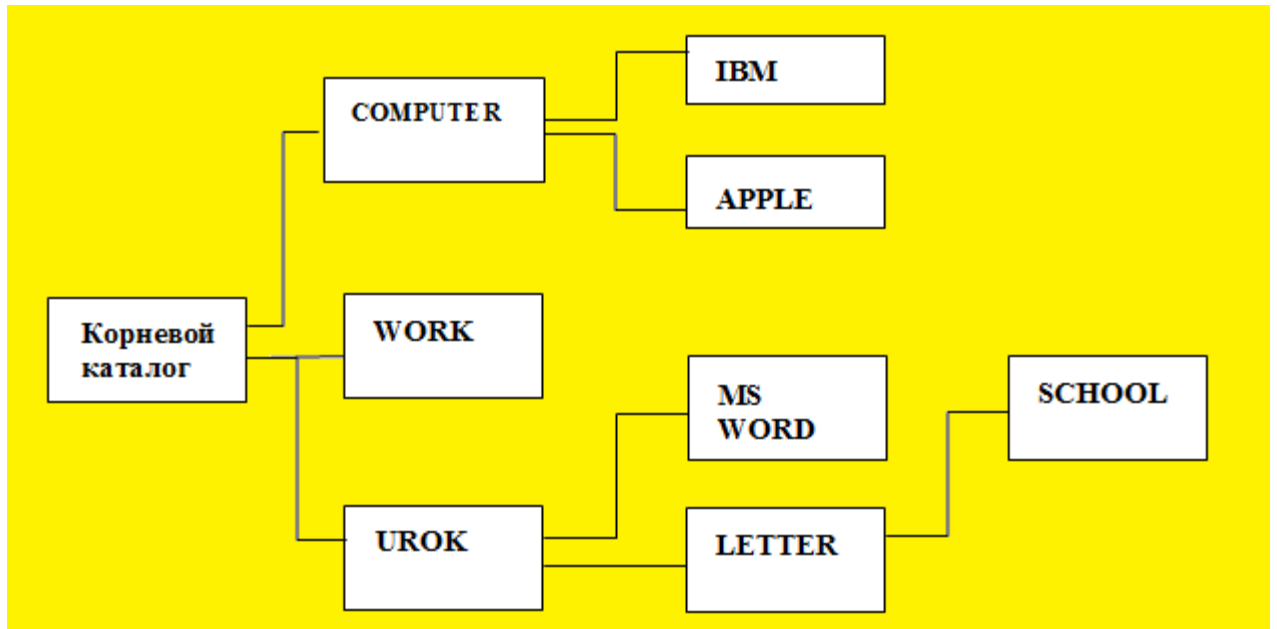 IBM
COMPUTER
APPLE
Корневой
каталог
WORK
MS
WORD
SCHOOL
UROK
LETTER